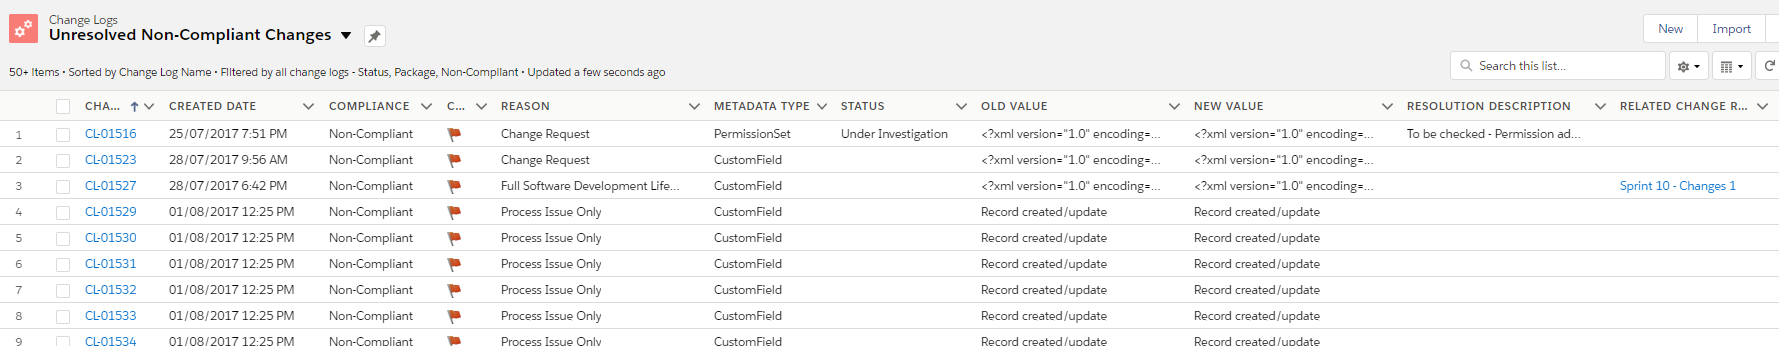 Change Logs
Unresolved Non-Compliant Changes
New Import
50+ items • Sorted by Change Log Name • Filtered by all change logs - Status, Package, Non-Compliant • Updated a few seconds ago
Search this list...
CHA... CREATED DATE COMPLIANCE C... REASON METADATA TYPE STATUS OLD VALUE NEW VALUE RESOLUTION DESCRIPTION RELATED CHANGE R...
1 CL-01516 25/07/2017 7:51 PM Non-Compliant Change Request PermissionSet Under Investigation <?xml version="1.0" encoding=... <?xml version="1.0" encoding=... To be checked - Permission ad...
2 CL-01523 28/07/2017 9:56 AM Non-Compliant Change Request CustomField <?xml version="1.0" encoding=... <?xml version="1.0" encoding=...
3 CL-01527 28/07/2017 6:42 PM Non-Compliant Full Software Development Life... CustomField <?xml version="1.0" encoding=... <?xml version="1.0" encoding=... Sprint 10 - Changes 1
4 CL-01529 01/08/2017 12:25 PM Non-Compliant Process Issue Only CustomField Record created/update Record created/update
5 CL-01530 01/08/2017 12:25 PM Non-Compliant Process Issue Only CustomField Record created/update Record created/update
6 CL-01531 01/08/2017 12:25 PM Non-Compliant Process Issue Only CustomField Record created/update Record created/update
7 CL-01532 01/08/2017 12:25 PM Non-Compliant Process Issue Only CustomField Record created/update Record created/update
8 CL-01533 01/08/2017 12:25 PM Non-Compliant Process Issue Only CustomField Record created/update Record created/update
9 CL-01534 01/08/2017 12:25 PM Non-Compliant Process Issue Only CustomField Record created/update Record created/update